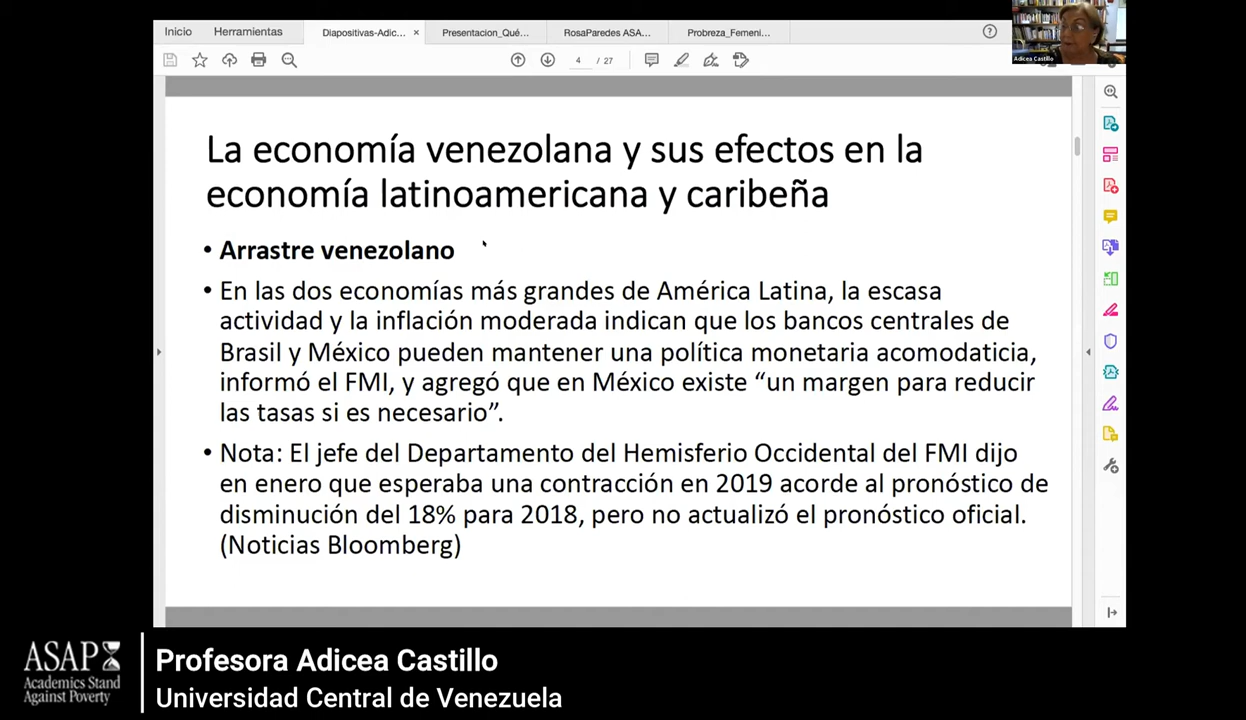 Inicio Herramientas Diapositivas-Adic... × Presentacion_Qué... RosaParedes ASA... Probreza_Femeni...
4 / 27
Adicea Castillo
La economía venezolana y sus efectos en la
economía latinoamericana y caribeña
• Arrastre venezolano
• En las dos economías más grandes de América Latina, la escasa
actividad y la inflación moderada indican que los bancos centrales de
Brasil y México pueden mantener una política monetaria acomodaticia,
informó el FMI, y agregó que en México existe “un margen para reducir
las tasas si es necesario”.
• Nota: El jefe del Departamento del Hemisferio Occidental del FMI dijo
en enero que esperaba una contracción en 2019 acorde al pronóstico de
disminución del 18% para 2018, pero no actualizó el pronóstico oficial.
(Noticias Bloomberg)
ASAP
Academics Stand
Against Poverty
Profesora Adicea Castillo
Universidad Central de Venezuela